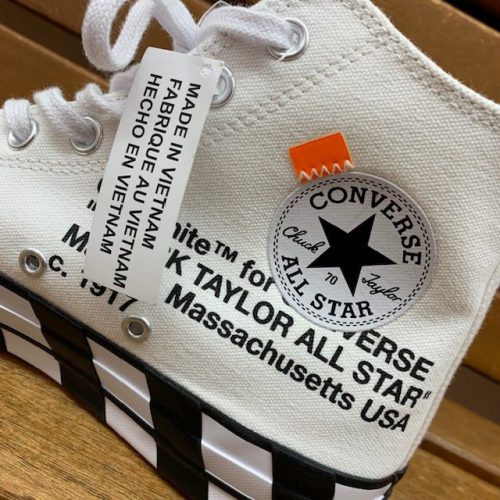 MADE IN VIETNAM
FABRIQUE AU VIETNAM
HECHO EN VIETNAM
CONVERSE
Chuck Taylor
70
ALL STAR
for
TAYLOR ALL STAR"
c. 1917
Massachusetts USA